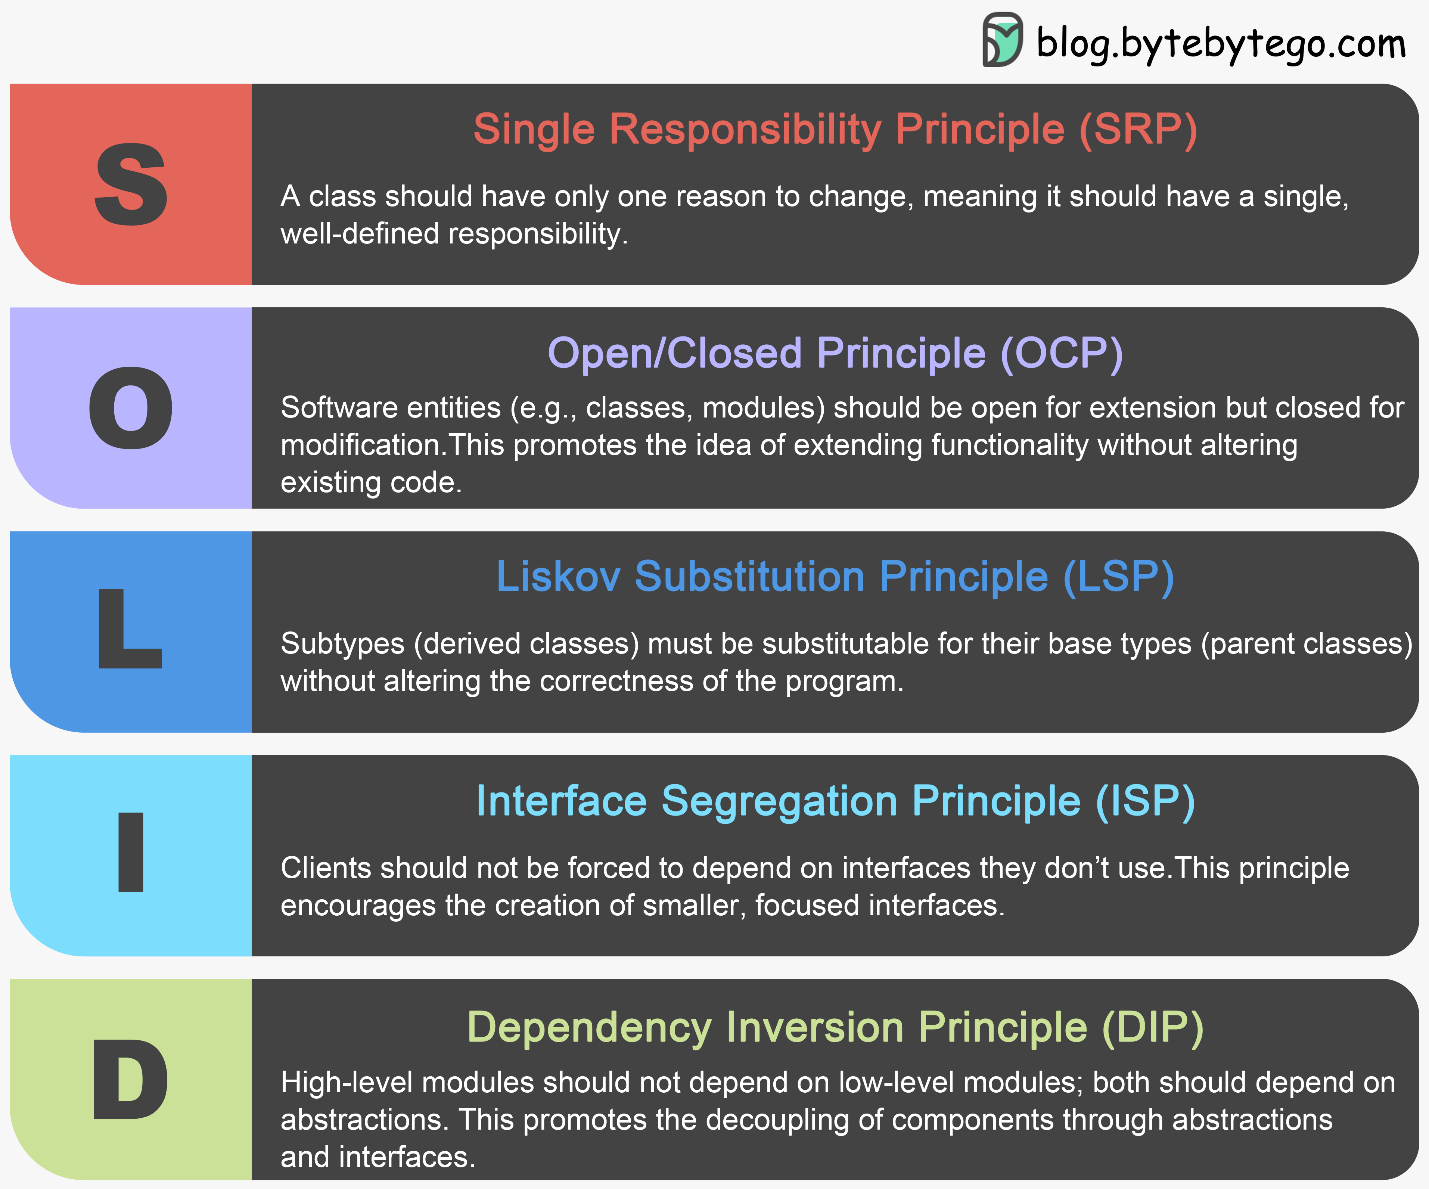 blog.bytebytego.com
S
Single Responsibility Principle (SRP)
A class should have only one reason to change, meaning it should have a single,
well-defined responsibility.
O
Open/Closed Principle (OCP)
Software entities (e.g., classes, modules) should be open for extension but closed for
modification.This promotes the idea of extending functionality without altering
existing code.
L
Liskov Substitution Principle (LSP)
Subtypes (derived classes) must be substitutable for their base types (parent classes)
without altering the correctness of the program.
I
Interface Segregation Principle (ISP)
Clients should not be forced to depend on interfaces they don’t use.This principle
encourages the creation of smaller, focused interfaces.
D
Dependency Inversion Principle (DIP)
High-level modules should not depend on low-level modules; both should depend on
abstractions. This promotes the decoupling of components through abstractions
and interfaces.